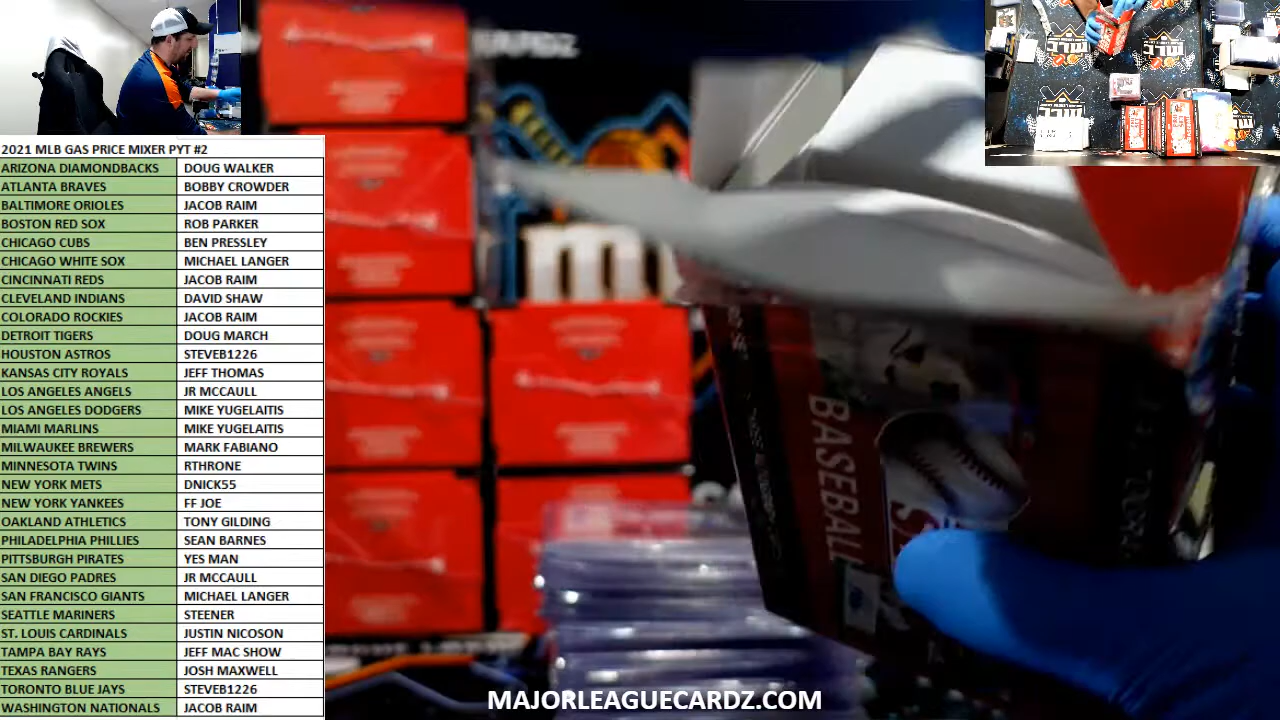 2021 MLB GAS PRICE MIXER PYT #2
ARIZONA DIAMONDBACKS DOUG WALKER
ATLANTA BRAVES BOBBY CROWDER
BALTIMORE ORIOLES JACOB RAIM
BOSTON RED SOX ROB PARKER
CHICAGO CUBS BEN PRESSLEY
CHICAGO WHITE SOX MICHAEL LANGER
CINCINNATI REDS JACOB RAIM
CLEVELAND INDIANS DAVID SHAW
COLORADO ROCKIES JACOB RAIM
DETROIT TIGERS DOUG MARCH
HOUSTON ASTROS STEVEB1226
KANSAS CITY ROYALS JEFF THOMAS
LOS ANGELES ANGELS JR MCCAULL
LOS ANGELES DODGERS MIKE YUGELAITIS
MIAMI MARLINS MIKE YUGELAITIS
MILWAUKEE BREWERS MARK FABIANO
MINNESOTA TWINS RTHRONE
NEW YORK METS DNICK55
NEW YORK YANKEES FF JOE
OAKLAND ATHLETICS TONY GILDING
PHILADELPHIA PHILLIES SEAN BARNES
PITTSBURGH PIRATES YES MAN
SAN DIEGO PADRES JR MCCAULL
SAN FRANCISCO GIANTS MICHAEL LANGER
SEATTLE MARINERS STEENER
ST. LOUIS CARDINALS JUSTIN NICOSON
TAMPA BAY RAYS JEFF MAC SHOW
TEXAS RANGERS JOSH MAXWELL
TORONTO BLUE JAYS STEVEB1226
WASHINGTON NATIONALS JACOB RAIM
BASEBALL
MAJORLEAGUECARDZ.COM